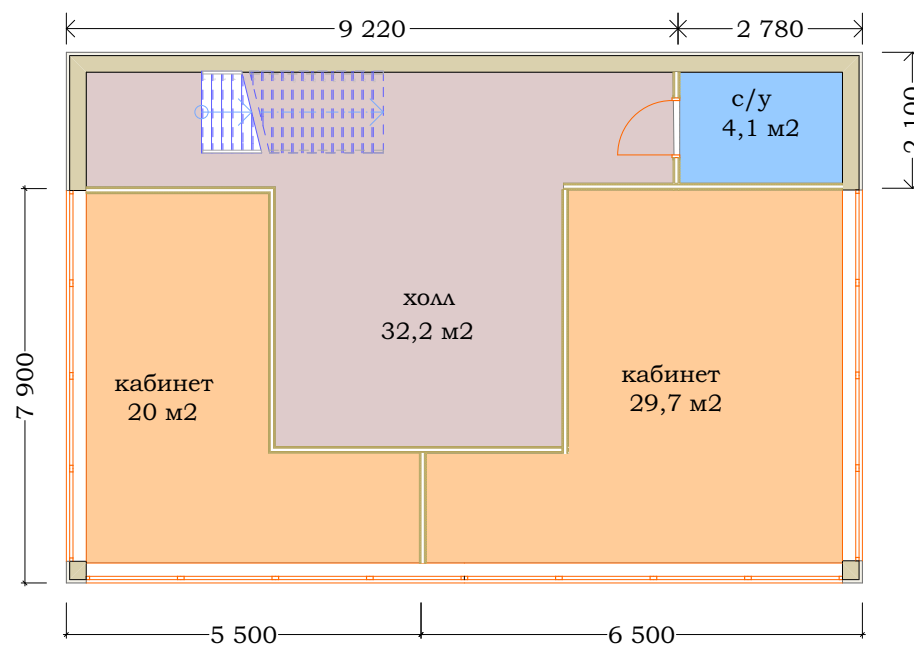 9 220
2 780
с/у
4,1 м2
2 100
холл
32,2 м2
7 900
кабинет
20 м2
кабинет
29,7 м2
5 500
6 500